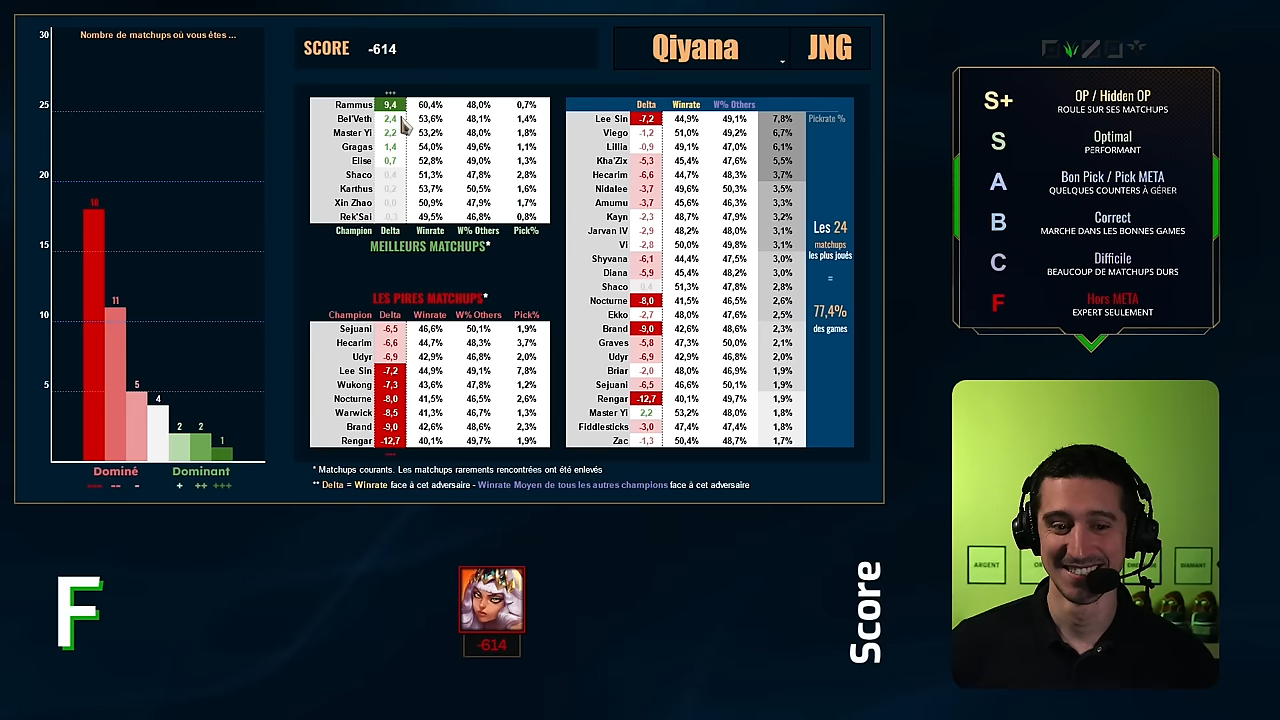 Nombre de matchups où vous êtes ...
30
25
20
15
10
5
18
11
5
4
2
2
1
Dominé
Dominant
---- -- - + ++ +++
SCORE -614
Qiyana JNG
+++
Rammus 9,4 60,4% 48,0% 0,7%
Bel'Veth 2,4 53,6% 48,1% 1,4%
Master Yi 2,2 53,2% 48,0% 1,8%
Gragas 1,4 54,0% 49,6% 1,1%
Elise 0,7 52,8% 49,0% 1,3%
Shaco 0,4 51,3% 47,8% 2,8%
Karthus 0,2 53,7% 50,5% 1,6%
Xin Zhao 0,0 50,9% 47,9% 1,7%
Rek'Sai -0,3 49,5% 46,8% 0,8%
Champion Delta Winrate W% Others Pick%
MEILLEURS MATCHUPS*
LES PIRES MATCHUPS*
Champion Delta Winrate W% Others Pick%
Sejuani -6,5 46,6% 50,1% 1,9%
Hecarim -6,6 44,7% 48,3% 3,7%
Udyr -6,9 42,9% 46,8% 2,0%
Lee Sin -7,2 44,9% 49,1% 7,8%
Wukong -7,3 43,6% 47,8% 1,2%
Nocturne -8,0 41,5% 46,5% 2,6%
Warwick -8,5 41,3% 46,7% 1,3%
Brand -9,0 42,6% 48,6% 2,3%
Rengar -12,7 40,1% 49,7% 1,9%
Delta Winrate W% Others
Lee Sin -7,2 44,9% 49,1% 7,8% Pickrate %
Viego -1,2 51,0% 49,2% 6,7%
Lillia -0,9 49,1% 47,0% 6,1%
Kha'Zix -5,3 45,4% 47,6% 5,5%
Hecarim -6,6 44,7% 48,3% 3,7%
Nidalee -3,7 49,6% 50,3% 3,5%
Amumu -3,7 45,6% 46,3% 3,3%
Kayn -2,3 48,7% 47,9% 3,2%
Jarvan IV -2,9 48,2% 48,0% 3,1%
Vi -2,8 50,0% 49,8% 3,1%
Shyvana -6,1 44,4% 47,5% 3,0%
Diana -5,9 45,4% 48,2% 3,0%
Shaco 0,4 51,3% 47,8% 2,8%
Nocturne -8,0 41,5% 46,5% 2,6%
Ekko -2,7 48,0% 47,6% 2,5%
Brand -9,0 42,6% 48,6% 2,3%
Graves -5,8 47,3% 50,0% 2,1%
Udyr -6,9 42,9% 46,8% 2,0%
Briar -2,0 48,0% 46,9% 1,9%
Sejuani -6,5 46,6% 50,1% 1,9%
Rengar -12,7 40,1% 49,7% 1,9%
Master Yi 2,2 53,2% 48,0% 1,8%
Fiddlesticks -3,0 47,4% 47,4% 1,8%
Zac -1,3 50,4% 48,7% 1,7%
Les 24
matchups
les plus joués
=
77,4%
des games
* Matchups courants. Les matchups rarements rencontrées ont été enlevés
** Delta = Winrate face à cet adversaire - Winrate Moyen de tous les autres champions face à cet adversaire
S+ OP / Hidden OP
ROULE SUR SES MATCHUPS
S Optimal
PERFORMANT
A Bon Pick / Pick META
QUELQUES COUNTERS À GÉRER
B Correct
MARCHE DANS LES BONNES GAMES
C Difficile
BEAUCOUP DE MATCHUPS DURS
F Hors META
EXPERT SEULEMENT
F
-614
Score
ARGENT
DIAMANT